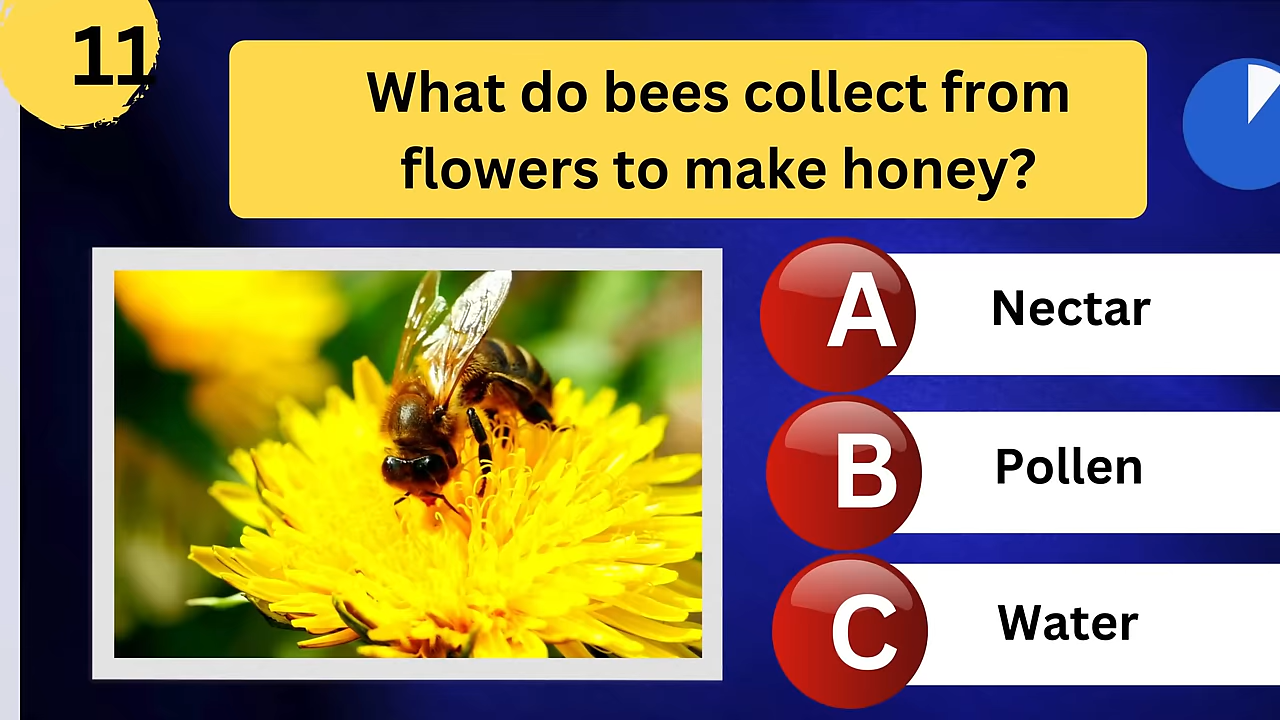 11
What do bees collect from
flowers to make honey?
A Nectar
B Pollen
C Water